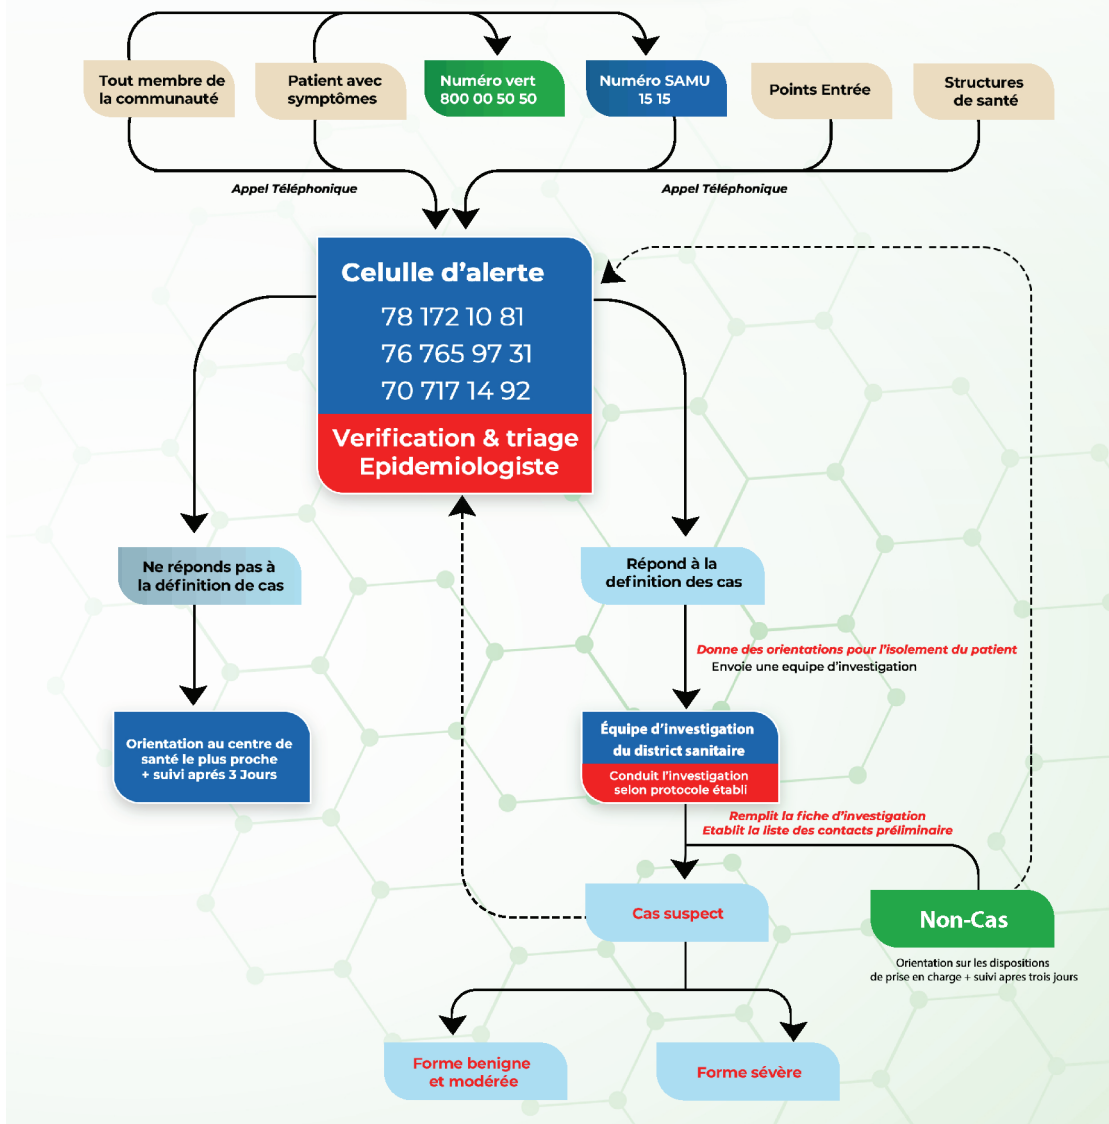 Tout membre de
la communauté
Patient avec
symptômes
Numéro vert
800 00 50 50
Numéro SAMU
15 15
Points Entrée
Structures
de santé
Appel Téléphonique
Appel Téléphonique
Celulle d'alerte
78 172 10 81
76 765 97 31
70 717 14 92
Verification & triage
Epidemiologiste
Ne réponds pas à
la définition de cas
Répond à la
definition des cas
Donne des orientations pour l'isolement du patient
Envoie une equipe d'investigation
Orientation au centre de
santé le plus proche
+ suivi aprés 3 Jours
Équipe d'investigation
du district sanitaire
Conduit l'investigation
selon protocole établi
Remplit la fiche d'investigation
Etablit la liste des contacts préliminaire
Cas suspect
Non-Cas
Orientation sur les dispositions
de prise en charge + suivi apres trois jours
Forme benigne
et modérée
Forme sévère